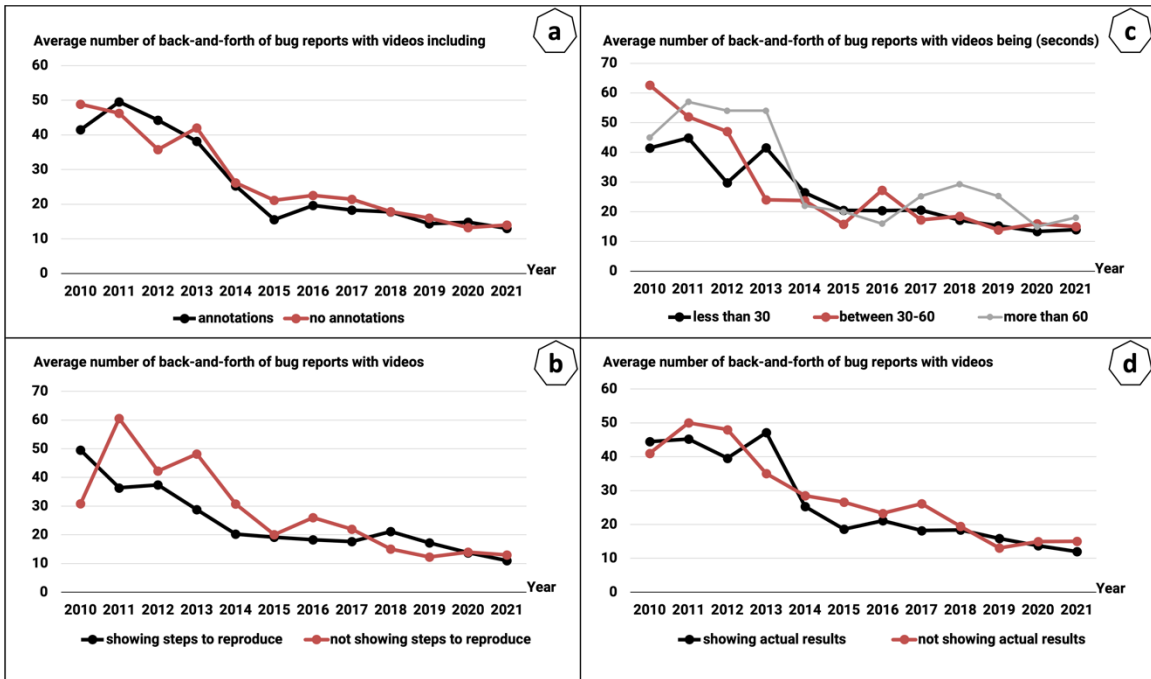 a
Average number of back-and-forth of bug reports with videos including
60
50
40
30
20
10
0
Year
2010 2011 2012 2013 2014 2015 2016 2017 2018 2019 2020 2021
annotations no annotations
c
Average number of back-and-forth of bug reports with videos being (seconds)
70
60
50
40
30
20
10
0
Year
2010 2011 2012 2013 2014 2015 2016 2017 2018 2019 2020 2021
less than 30 between 30-60 more than 60
b
Average number of back-and-forth of bug reports with videos
70
60
50
40
30
20
10
0
Year
2010 2011 2012 2013 2014 2015 2016 2017 2018 2019 2020 2021
showing steps to reproduce not showing steps to reproduce
d
Average number of back-and-forth of bug reports with videos
60
50
40
30
20
10
0
Year
2010 2011 2012 2013 2014 2015 2016 2017 2018 2019 2020 2021
showing actual results not showing actual results